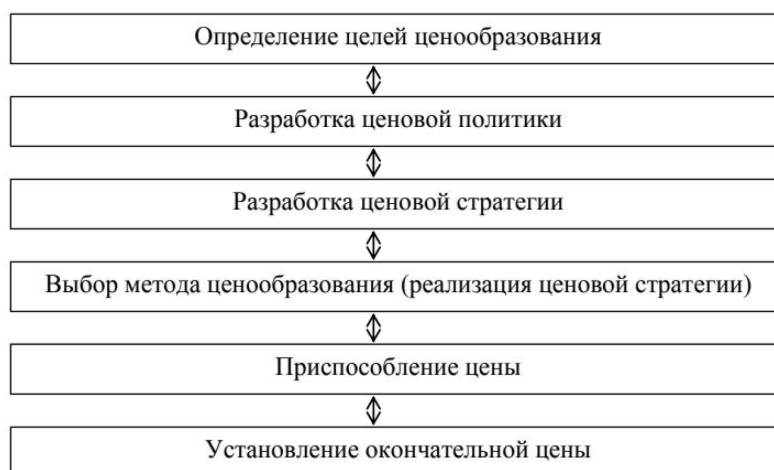 Определение целей ценообразования
Разработка ценовой политики
Разработка ценовой стратегии
Выбор метода ценообразования (реализация ценовой стратегии)
Приспособление цены
Установление окончательной цены